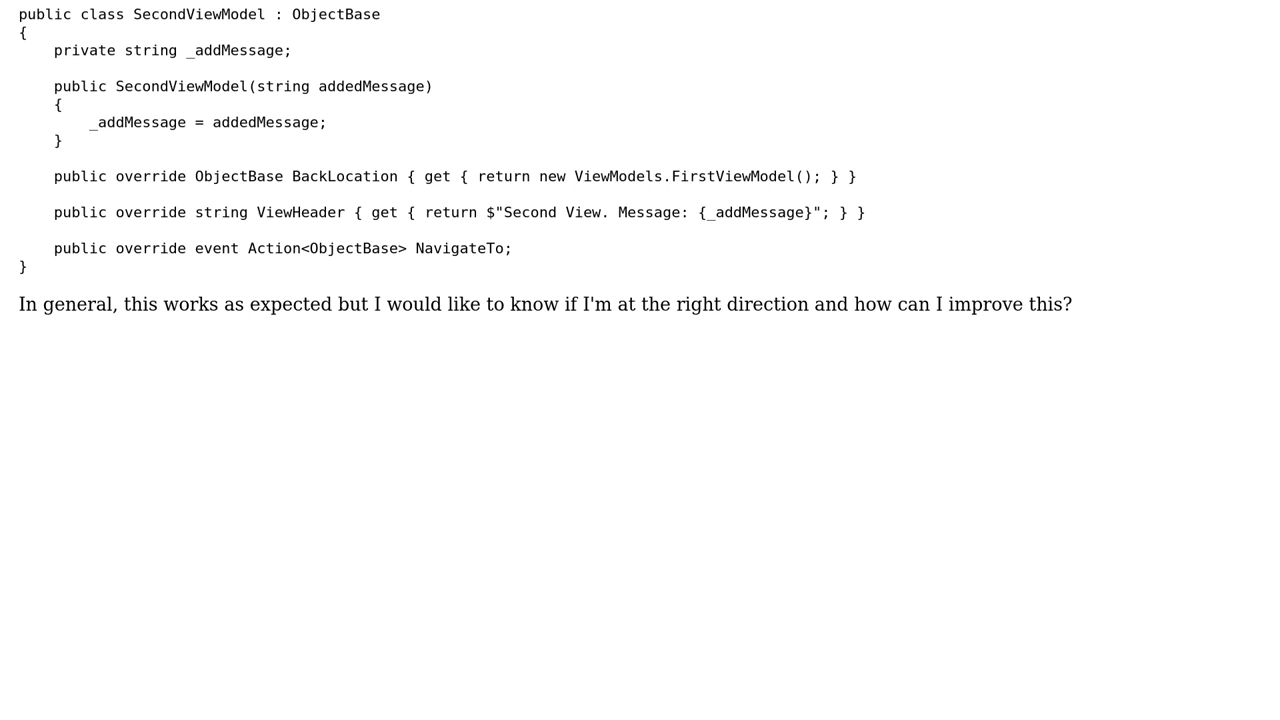 public class SecondViewModel : ObjectBase
{
    private string _addMessage;

    public SecondViewModel(string addedMessage)
    {
        _addMessage = addedMessage;
    }

    public override ObjectBase BackLocation { get { return new ViewModels.FirstViewModel(); } }

    public override string ViewHeader { get { return $"Second View. Message: {_addMessage}"; } }

    public override event Action<ObjectBase> NavigateTo;
}
In general, this works as expected but I would like to know if I'm at the right direction and how can I improve this?